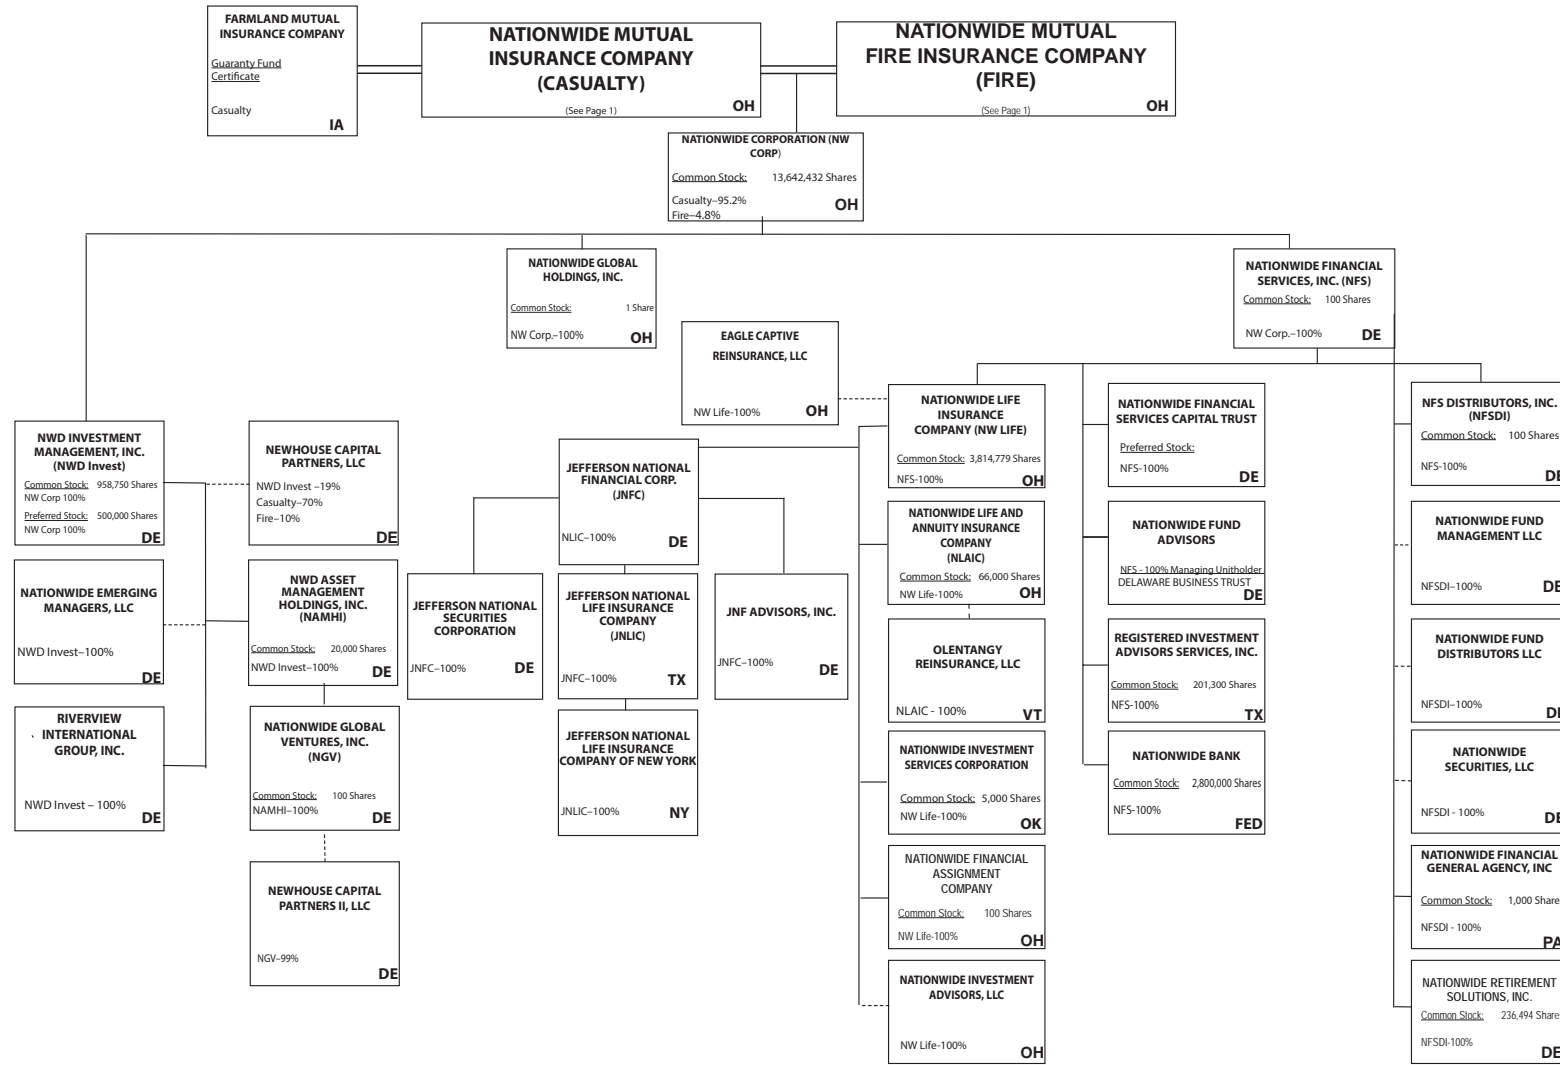 FARMLAND MUTUAL
INSURANCE COMPANY
Guaranty Fund
Certificate
Casualty
IA
NATIONWIDE MUTUAL
INSURANCE COMPANY
(CASUALTY)
(See Page 1)
OH
NATIONWIDE MUTUAL
FIRE INSURANCE COMPANY
(FIRE)
(See Page 1)
OH
NATIONWIDE CORPORATION (NW
CORP)
Common Stock: 13,642,432 Shares
Casualty–95.2%
Fire–4.8%
OH
NATIONWIDE GLOBAL
HOLDINGS, INC.
Common Stock: 1 Share
NW Corp.–100%
OH
NATIONWIDE FINANCIAL
SERVICES, INC. (NFS)
Common Stock: 100 Shares
NW Corp.–100%
DE
EAGLE CAPTIVE
REINSURANCE, LLC
NW Life-100%
OH
NWD INVESTMENT
MANAGEMENT, INC.
(NWD Invest)
Common Stock: 958,750 Shares
NW Corp 100%
Preferred Stock: 500,000 Shares
NW Corp 100%
DE
NEWHOUSE CAPITAL
PARTNERS, LLC
NWD Invest –19%
Casualty–70%
Fire–10%
DE
NATIONWIDE EMERGING
MANAGERS, LLC
NWD Invest–100%
DE
NWD ASSET
MANAGEMENT
HOLDINGS, INC.
(NAMHI)
Common Stock: 20,000 Shares
NWD Invest–100%
DE
RIVERVIEW
INTERNATIONAL
GROUP, INC.
NWD Invest – 100%
DE
NATIONWIDE GLOBAL
VENTURES, INC.
(NGV)
Common Stock: 100 Shares
NAMHI–100%
DE
NEWHOUSE CAPITAL
PARTNERS II, LLC
NGV–99%
DE
JEFFERSON NATIONAL
FINANCIAL CORP.
(JNFC)
NLIC–100%
DE
JEFFERSON NATIONAL
SECURITIES
CORPORATION
JNFC–100%
DE
JEFFERSON NATIONAL
LIFE INSURANCE
COMPANY
(JNLIC)
JNFC–100%
TX
JNF ADVISORS, INC.
JNFC–100%
DE
JEFFERSON NATIONAL
LIFE INSURANCE
COMPANY OF NEW YORK
JNLIC–100%
NY
NATIONWIDE LIFE
INSURANCE
COMPANY (NW LIFE)
Common Stock: 3,814,779 Shares
NFS-100%
OH
NATIONWIDE LIFE AND
ANNUITY INSURANCE
COMPANY
(NLAIC)
Common Stock: 66,000 Shares
NW Life-100%
OH
OLENTANGY
REINSURANCE, LLC
NLAIC - 100%
VT
NATIONWIDE INVESTMENT
SERVICES CORPORATION
Common Stock: 5,000 Shares
NW Life-100%
OK
NATIONWIDE FINANCIAL
ASSIGNMENT
COMPANY
Common Stock: 100 Shares
NW Life-100%
OH
NATIONWIDE INVESTMENT
ADVISORS, LLC
NW Life-100%
OH
NATIONWIDE FINANCIAL
SERVICES CAPITAL TRUST
Preferred Stock:
NFS-100%
DE
NATIONWIDE FUND
ADVISORS
NFS - 100% Managing Unitholder
DELAWARE BUSINESS TRUST
DE
REGISTERED INVESTMENT
ADVISORS SERVICES, INC.
Common Stock: 201,300 Shares
NFS-100%
TX
NATIONWIDE BANK
Common Stock: 2,800,000 Shares
NFS-100%
FED
NFS DISTRIBUTORS, INC.
(NFSDI)
Common Stock: 100 Shares
NFS-100%
DE
NATIONWIDE FUND
MANAGEMENT LLC
NFSDI–100%
DE
NATIONWIDE FUND
DISTRIBUTORS LLC
NFSDI–100%
DE
NATIONWIDE
SECURITIES, LLC
NFSDI - 100%
DE
NATIONWIDE FINANCIAL
GENERAL AGENCY, INC
Common Stock: 1,000 Share
NFSDI - 100%
PA
NATIONWIDE RETIREMENT
SOLUTIONS, INC.
Common Stock: 236,494 Shares
NFSDI-100%
DE